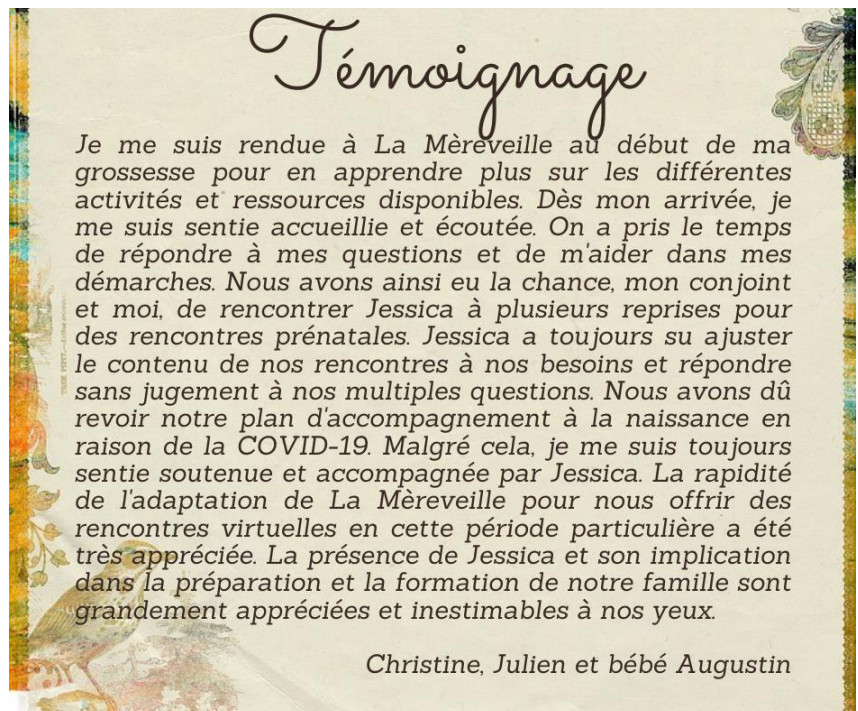 Témoignage
Je me suis rendue à La Mèreveille au début de ma
grossesse pour en apprendre plus sur les différentes
activités et ressources disponibles. Dès mon arrivée, je
me suis sentie accueillie et écoutée. On a pris le temps
de répondre à mes questions et de m'aider dans mes
démarches. Nous avons ainsi eu la chance, mon conjoint
et moi, de rencontrer Jessica à plusieurs reprises pour
des rencontres prénatales. Jessica a toujours su ajuster
le contenu de nos rencontres à nos besoins et répondre
sans jugement à nos multiples questions. Nous avons dû
revoir notre plan d'accompagnement à la naissance en
raison de la COVID-19. Malgré cela, je me suis toujours
sentie soutenue et accompagnée par Jessica. La rapidité
de l'adaptation de La Mèreveille pour nous offrir des
rencontres virtuelles en cette période particulière a été
très appréciée. La présence de Jessica et son implication
dans la préparation et la formation de notre famille sont
grandement appréciées et inestimables à nos yeux.
Christine, Julien et bébé Augustin